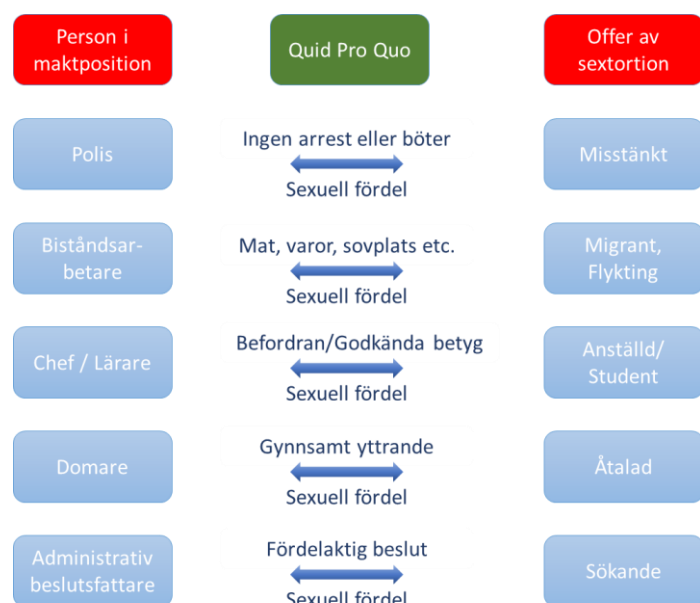 Person i
maktposition
Quid Pro Quo
Offer av
sextortion
Polis
Ingen arrest eller böter
Sexuell fördel
Misstänkt
Biståndsar-
betare
Mat, varor, sovplats etc.
Sexuell fördel
Migrant,
Flykting
Chef / Lärare
Befordran/Godkända betyg
Sexuell fördel
Anställd/
Student
Domare
Gynnsamt yttrande
Sexuell fördel
Åtalad
Administrativ
beslutsfattare
Fördelaktig beslut
Sexuell fördel
Sökande